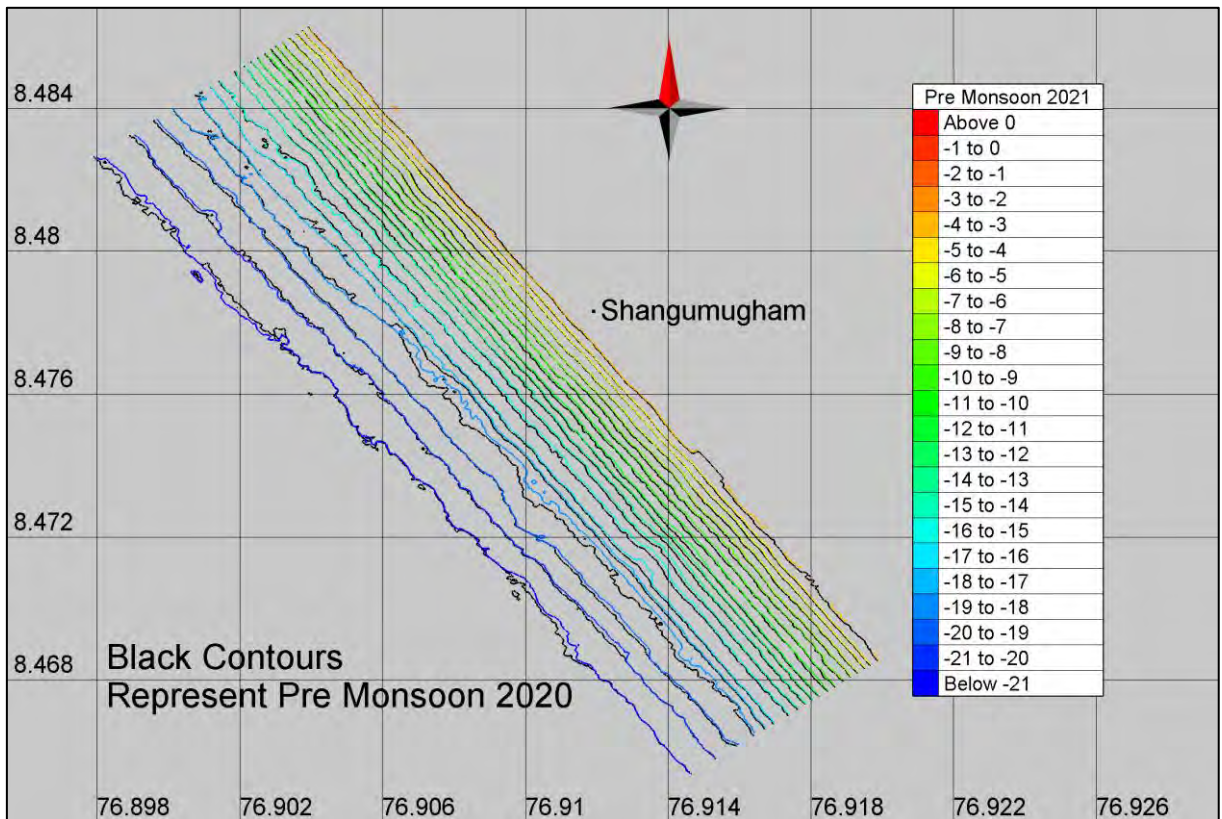 8.484
8.48
8.476
8.472
8.468
Shangumugham
Pre Monsoon 2021
Above 0
-1 to 0
-2 to -1
-3 to -2
-4 to -3
-5 to -4
-6 to -5
-7 to -6
-8 to -7
-9 to -8
-10 to -9
-11 to -10
-12 to -11
-13 to -12
-14 to -13
-15 to -14
-16 to -15
-17 to -16
-18 to -17
-19 to -18
-20 to -19
-21 to -20
Below -21
Black Contours
Represent Pre Monsoon 2020
76.898 76.902 76.906 76.91 76.914 76.918 76.922 76.926